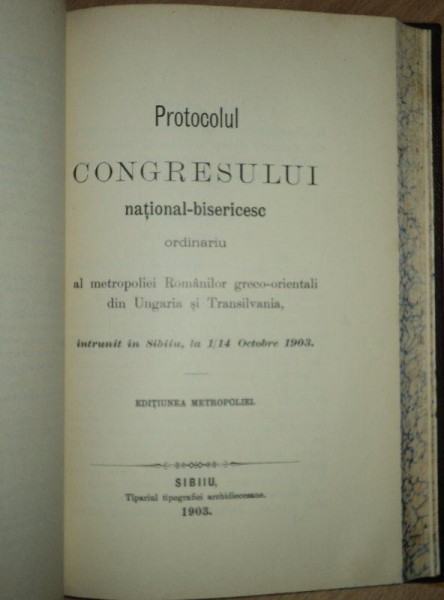 Protocolul
CONGRESULUI
național-bisericesc
ordinariu
al metropoliei Românilor greco-orientali
din Ungaria și Transilvania,
întrunit în Sibiiu, la 1/14 Octobre 1903.
EDIȚIUNEA METROPOLIEI.
SIBIIU,
Tipariul tipografiei archidiecesane.
1903.